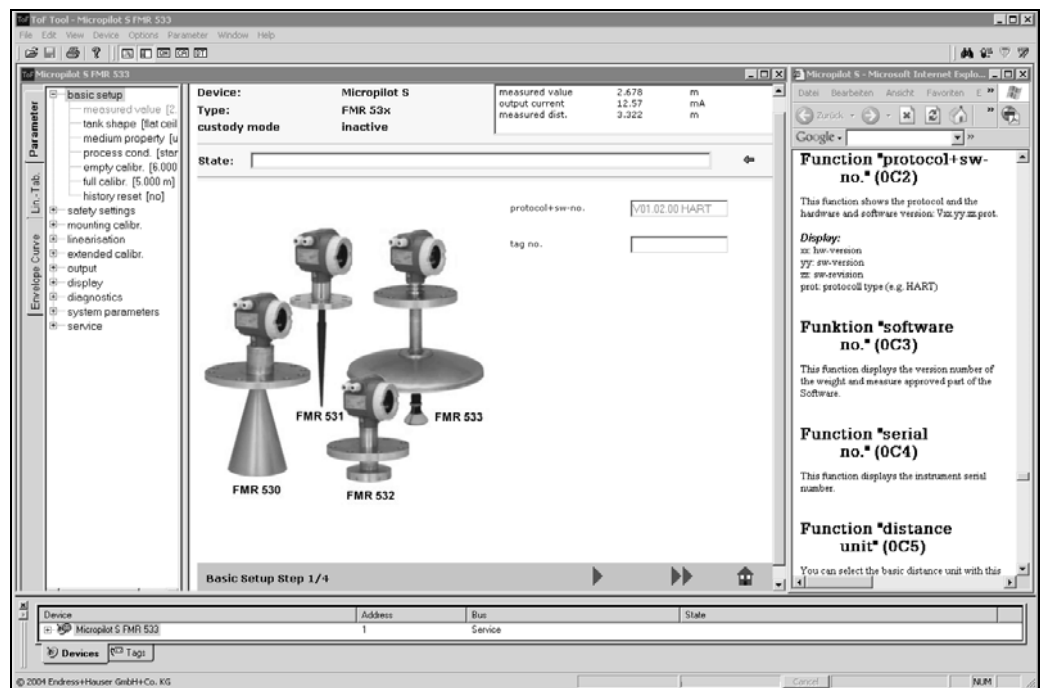 ToF Tool - Micropilot S FMR 533
File Edit View Device Options Parameter Window Help
Micropilot S FMR 533
Parameter
Lin.-Tab.
Envelope Curve
basic setup
measured value [2.
tank shape [flat ceil
medium property [u
process cond. [star
empty calibr. [6.000
full calibr. [5.000 m]
history reset [no]
safety settings
mounting calibr.
linearisation
extended calibr.
output
display
diagnostics
system parameters
service
Device: Micropilot S
Type: FMR 53x
custody mode inactive
measured value 2.678 m
output current 12.57 mA
measured dist. 3.322 m
State:
protocol+sw-no. V01.02.00 HART
tag no.
FMR 531
FMR 533
FMR 530
FMR 532
Basic Setup Step 1/4
Micropilot S - Microsoft Internet Explo...
Datei Bearbeiten Ansicht Favoriten E »
Zurück
Google
Function "protocol+sw-
no." (0C2)
This function shows the protocol and the
hardware and software version: Vxx.yy.zz.prot.
Display:
xx: hw-version
yy: sw-version
zz: sw-revision
prot: protocoll type (e.g. HART)
Funktion "software
no." (0C3)
This function displays the version number of
the weight and measure approved part of the
Software.
Function "serial
no." (0C4)
This function displays the instrument serial
number.
Function "distance
unit" (0C5)
You can select the basic distance unit with this
Device Address Bus State
Micropilot S FMR 533 1 Service
Devices Tags
© 2004 Endress+Hauser GmbH+Co. KG Cancel NUM